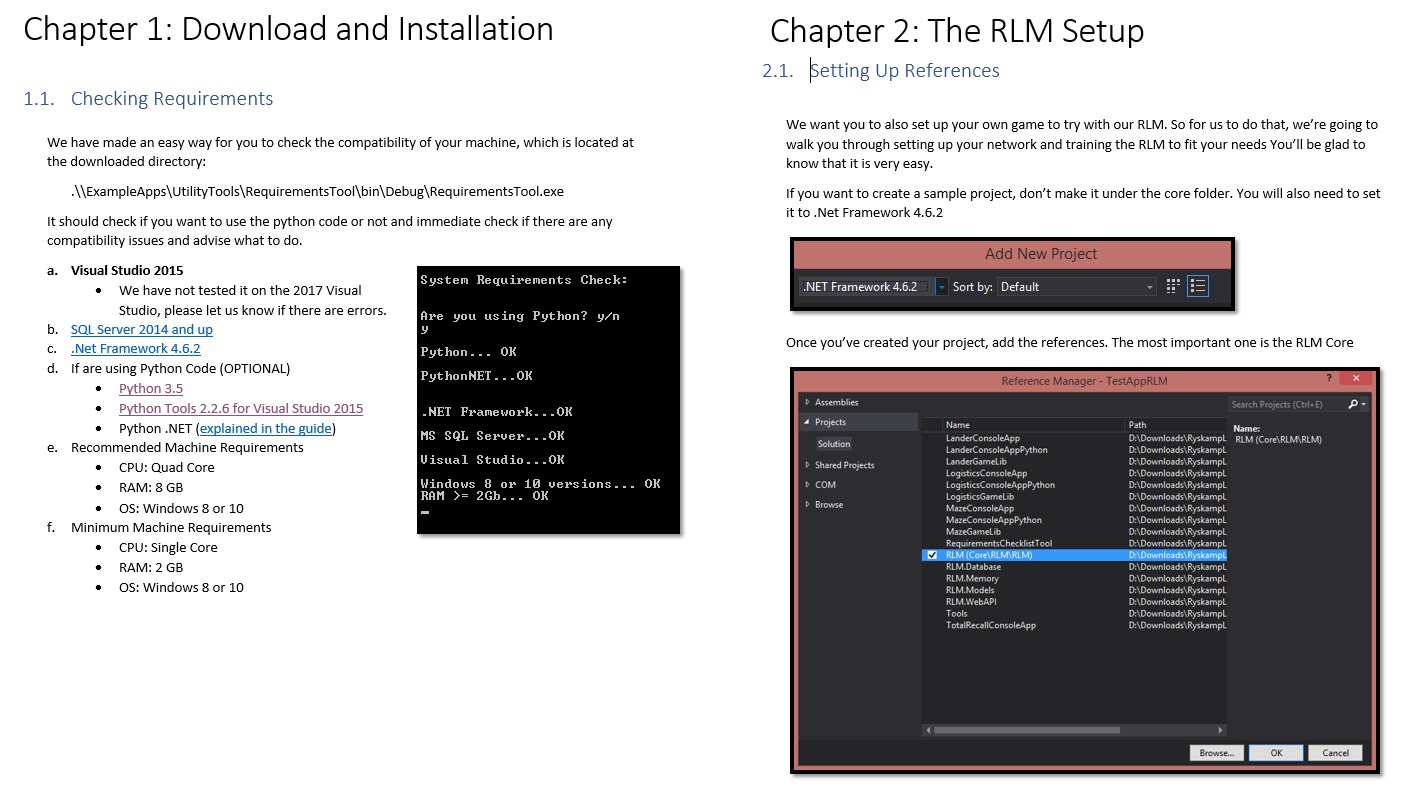 Chapter 1: Download and Installation
1.1. Checking Requirements
We have made an easy way for you to check the compatibility of your machine, which is located at
the downloaded directory:
.\\ExampleApps\UtilityTools\RequirementsTool\bin\Debug\RequirementsTool.exe
It should check if you want to use the python code or not and immediate check if there are any
compatibility issues and advise what to do.
a. Visual Studio 2015
• We have not tested it on the 2017 Visual
Studio, please let us know if there are errors.
b. SQL Server 2014 and up
c. .Net Framework 4.6.2
d. If are using Python Code (OPTIONAL)
• Python 3.5
• Python Tools 2.2.6 for Visual Studio 2015
• Python .NET (explained in the guide)
e. Recommended Machine Requirements
• CPU: Quad Core
• RAM: 8 GB
• OS: Windows 8 or 10
f. Minimum Machine Requirements
• CPU: Single Core
• RAM: 2 GB
• OS: Windows 8 or 10
System Requirements Check:
Are you using Python? y/n
y
Python... OK
PythonNET...OK
.NET Framework...OK
MS SQL Server...OK
Visual Studio...OK
Windows 8 or 10 versions... OK
RAM >= 2Gb... OK
Chapter 2: The RLM Setup
2.1. Setting Up References
We want you to also set up your own game to try with our RLM. So for us to do that, we’re going to
walk you through setting up your network and training the RLM to fit your needs You’ll be glad to
know that it is very easy.
If you want to create a sample project, don’t make it under the core folder. You will also need to set
it to .Net Framework 4.6.2
Add New Project
.NET Framework 4.6.2 Sort by: Default
Once you’ve created your project, add the references. The most important one is the RLM Core
Reference Manager - TestAppRLM ? ×
Assemblies
Projects
Solution
Shared Projects
COM
Browse
Search Projects (Ctrl+E)
Name Path
LanderConsoleApp D:\Downloads\RyskampL
LanderConsoleAppPython D:\Downloads\RyskampL
LanderGameLib D:\Downloads\RyskampL
LogisticsConsoleApp D:\Downloads\RyskampL
LogisticsConsoleAppPython D:\Downloads\RyskampL
LogisticsGameLib D:\Downloads\RyskampL
MazeConsoleApp D:\Downloads\RyskampL
MazeConsoleAppPython D:\Downloads\RyskampL
MazeGameLib D:\Downloads\RyskampL
RequirementsChecklistTool D:\Downloads\RyskampL
RLM (Core\RLM\RLM) D:\Downloads\RyskampL
RLM.Database D:\Downloads\RyskampL
RLM.Memory D:\Downloads\RyskampL
RLM.Models D:\Downloads\RyskampL
RLM.WebAPI D:\Downloads\RyskampL
Tools D:\Downloads\RyskampL
TotalRecallConsoleApp D:\Downloads\RyskampL
Name:
RLM (Core\RLM\RLM)
Browse... OK Cancel